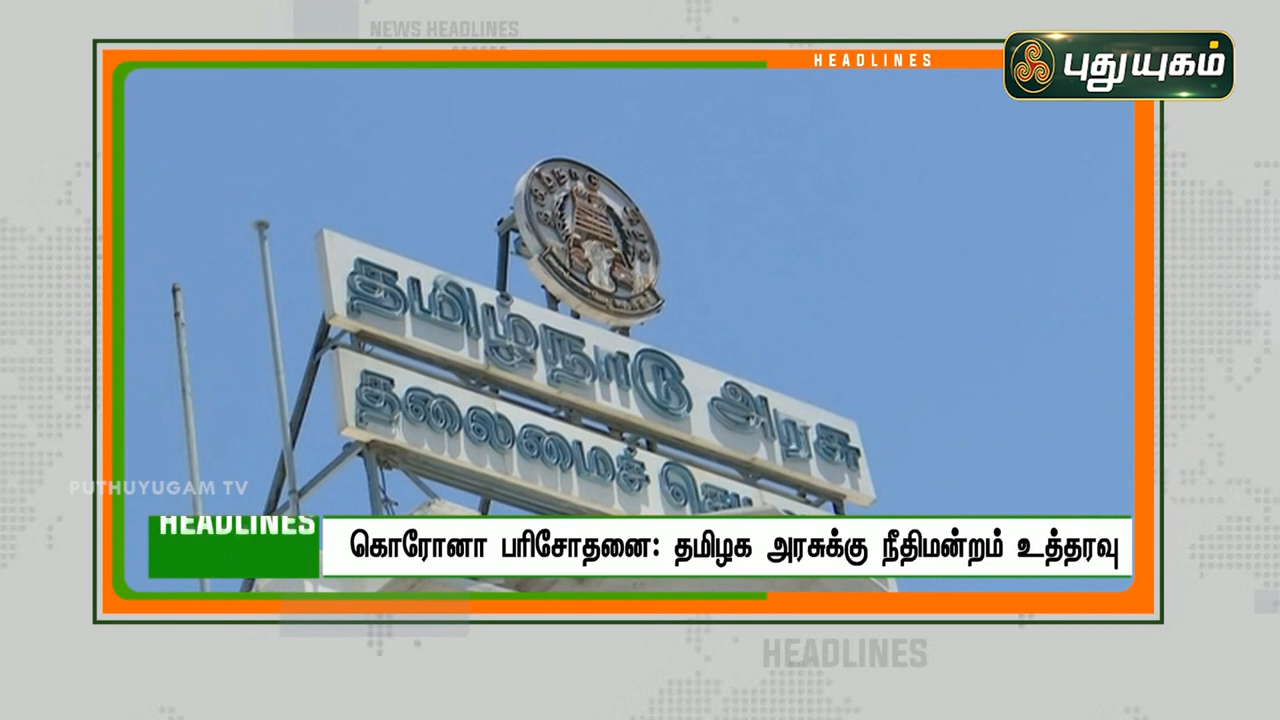 NEWS HEADLINES
HEADLINES
புதுயுகம்
தமிழ்நாடு அரசு
தலைமைச்
PUTHUYUGAM TV
HEADLINES
கொரோனா பரிசோதனை: தமிழக அரசுக்கு நீதிமன்றம் உத்தரவு
HEADLINES